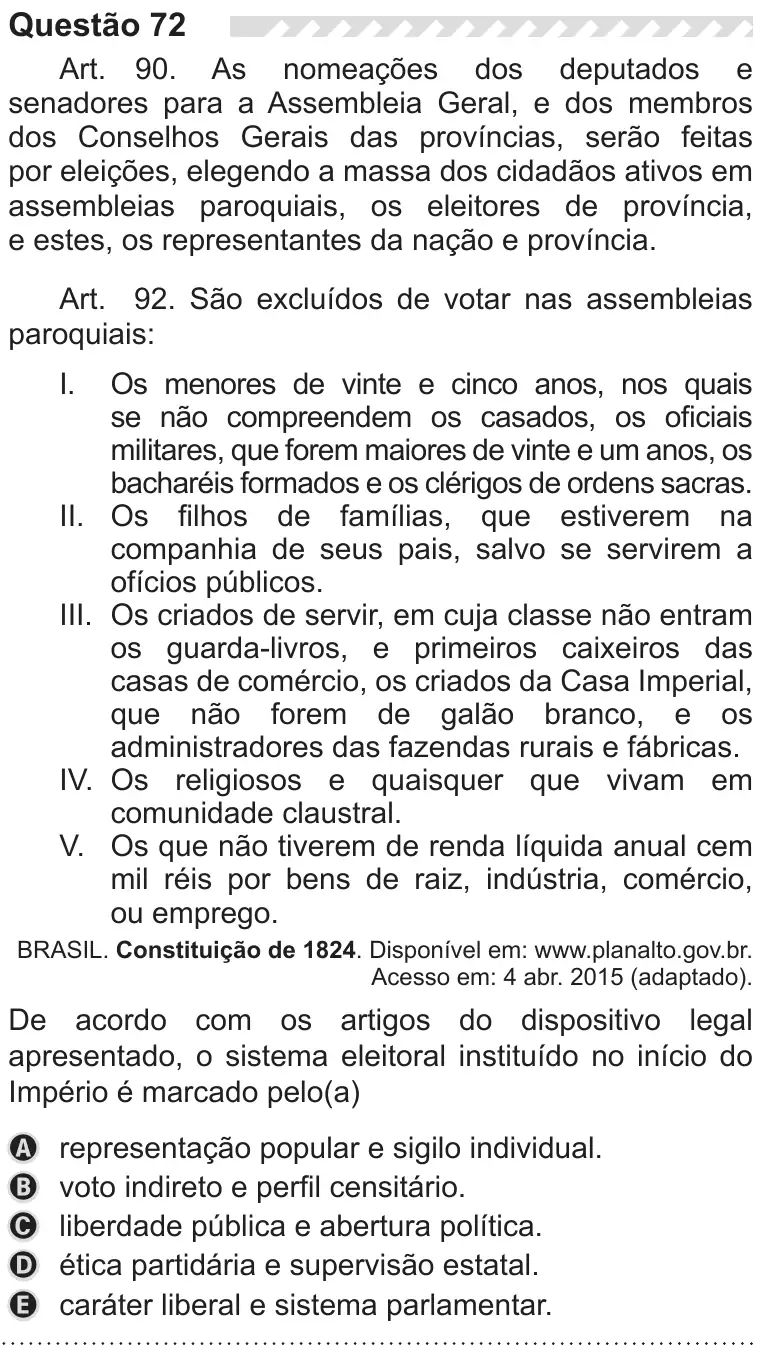 Questão 72
Art. 90. As nomeações dos deputados e
senadores para a Assembleia Geral, e dos membros
dos Conselhos Gerais das províncias, serão feitas
por eleições, elegendo a massa dos cidadãos ativos em
assembleias paroquiais, os eleitores de província,
e estes, os representantes da nação e província.
Art. 92. São excluídos de votar nas assembleias
paroquiais:
I. Os menores de vinte e cinco anos, nos quais
se não compreendem os casados, os oficiais
militares, que forem maiores de vinte e um anos, os
bacharéis formados e os clérigos de ordens sacras.
II. Os filhos de famílias, que estiverem na
companhia de seus pais, salvo se servirem a
ofícios públicos.
III. Os criados de servir, em cuja classe não entram
os guarda-livros, e primeiros caixeiros das
casas de comércio, os criados da Casa Imperial,
que não forem de galão branco, e os
administradores das fazendas rurais e fábricas.
IV. Os religiosos e quaisquer que vivam em
comunidade claustral.
V. Os que não tiverem de renda líquida anual cem
mil réis por bens de raiz, indústria, comércio,
ou emprego.
BRASIL. Constituição de 1824. Disponível em: www.planalto.gov.br.
Acesso em: 4 abr. 2015 (adaptado).
De acordo com os artigos do dispositivo legal
apresentado, o sistema eleitoral instituído no início do
Império é marcado pelo(a)
A representação popular e sigilo individual.
B voto indireto e perfil censitário.
C liberdade pública e abertura política.
D ética partidária e supervisão estatal.
E caráter liberal e sistema parlamentar.